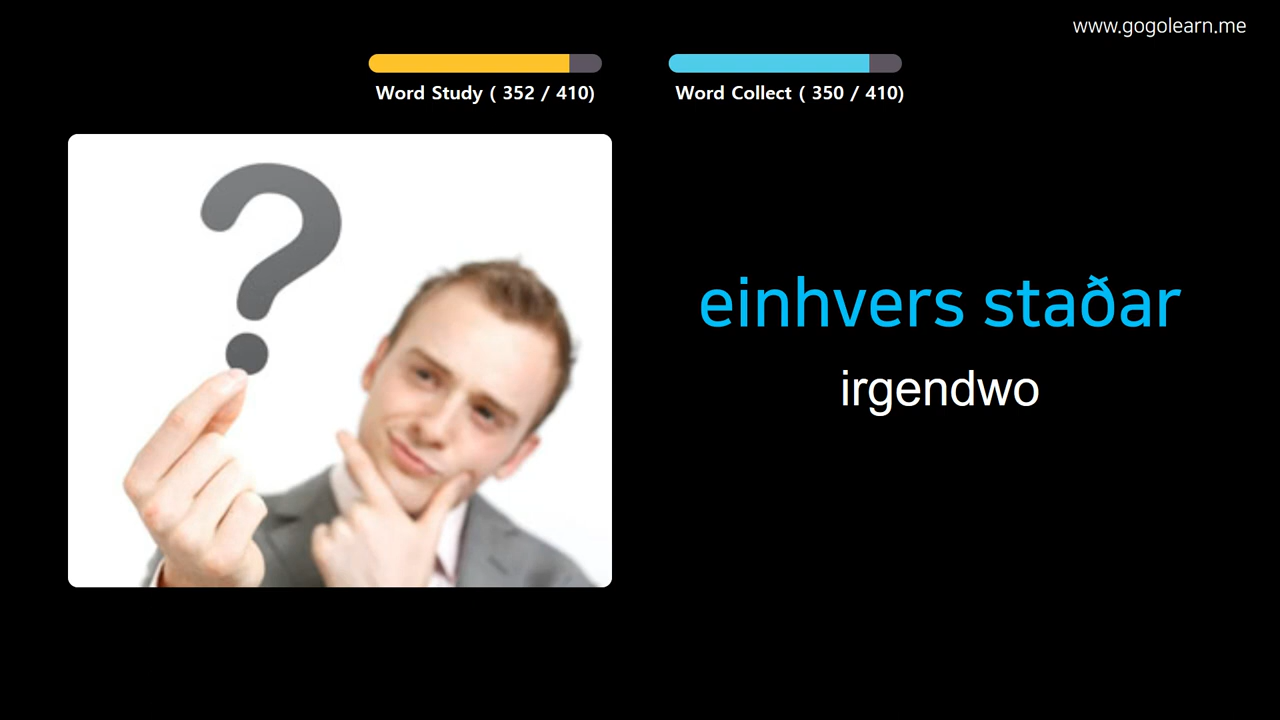 www.gogolearn.me
Word Study ( 352 / 410)
Word Collect ( 350 / 410)
?
einhvers staðar
irgendwo